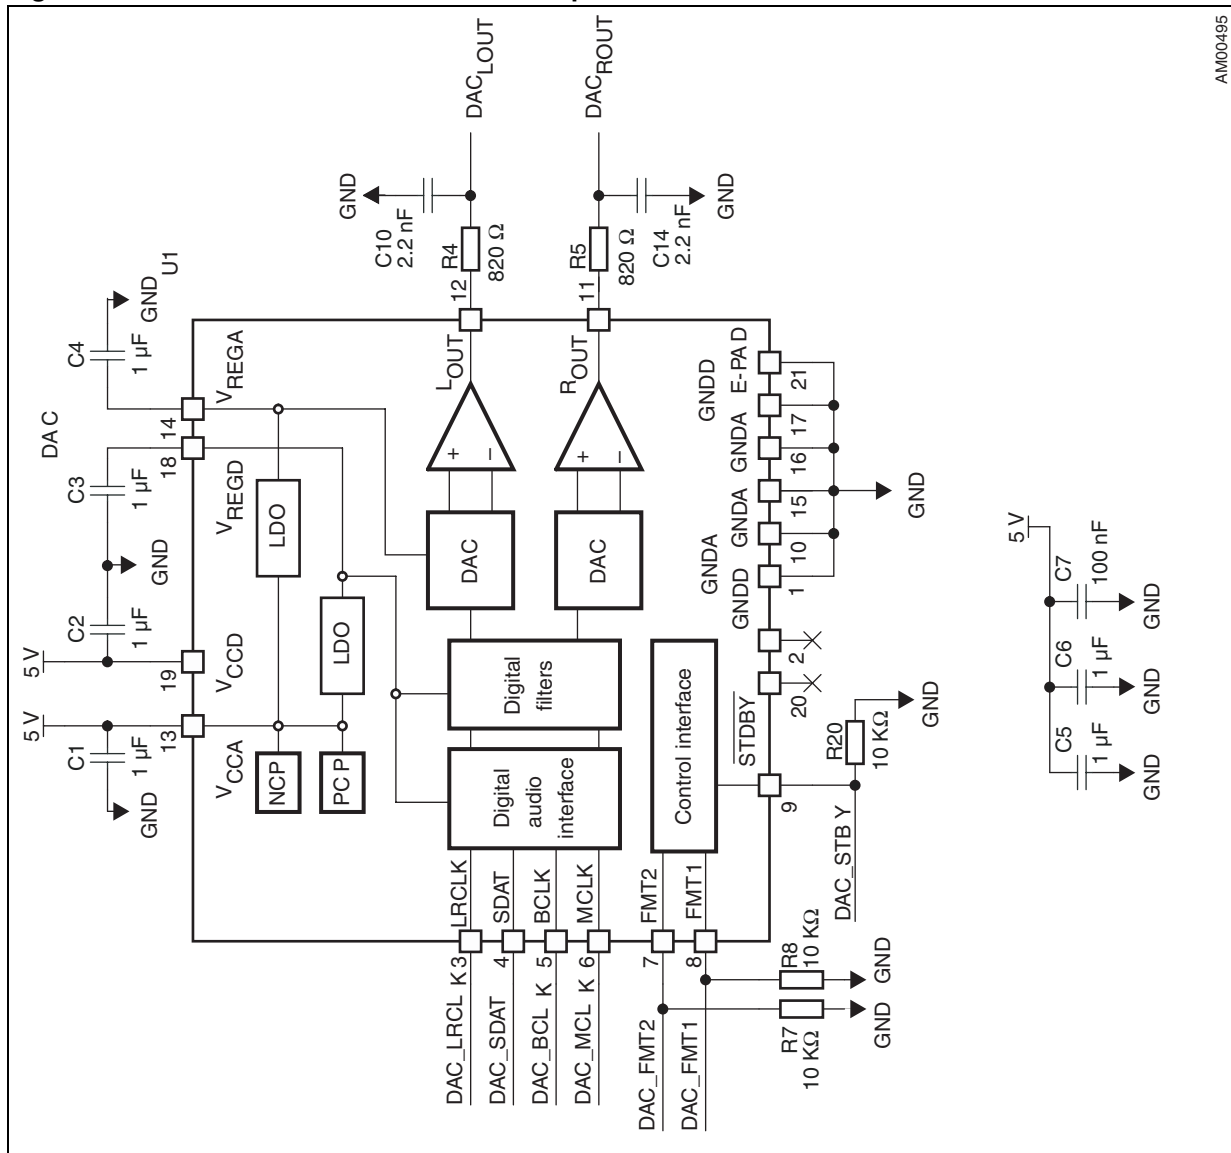 AM00495
DAC_LOUT
DAC_ROUT
GND
C10
2.2 nF
R4
820 Ω
12
GND
C14
2.2 nF
R5
820 Ω
11
U1
GND
C4
1 µF
14
V_REGA
DAC
C3
1 µF
18
V_REGD
GND
C2
1 µF
5 V
19
V_CCD
5 V
C1
1 µF
GND
13
V_CCA
LDO
LDO
NCP
PC P
L_OUT
R_OUT
+
–
+
–
DAC
DAC
Digital
filters
Digital
audio
interface
Control interface
LRCLK
SDAT
BCLK
MCLK
FMT2
FMT1
3
4
5
6
7
8
DAC_LRCL K
DAC_SDAT
DAC_BCL K
DAC_MCL K
DAC_FMT2
DAC_FMT1
R8
10 KΩ
GND
R7
10 KΩ
GND
STDBY
9
DAC_STB Y
R20
10 KΩ
GND
20
2
GNDD
1
GNDA
10
GNDA
15
GNDA
16
GNDD
17
E-PA D
21
GND
5 V
C7
100 nF
GND
C6
1 µF
GND
C5
1 µF
GND